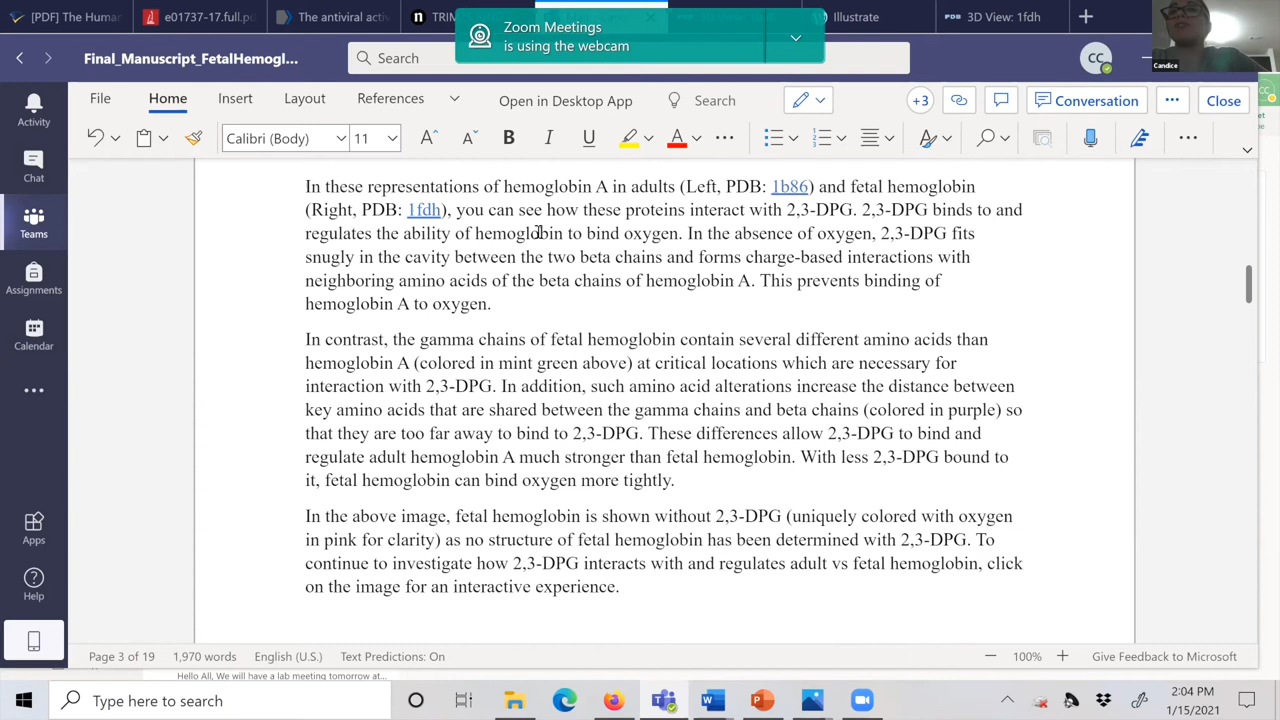 [PDF] The Human
e01737-17.full.p
The antiviral acti
TRIM
Illustrate
PDB 3D View: 1fdh
Zoom Meetings
is using the webcam
Candice
Final_Manuscript_FetalHemogl...
Search
CC
File Home Insert Layout References Open in Desktop App Search +3 Conversation Close
Calibri (Body) 11 B I U A
Activity
Chat
Teams
Assignments
Calendar
Apps
Help
In these representations of hemoglobin A in adults (Left, PDB: 1b86) and fetal hemoglobin
(Right, PDB: 1fdh), you can see how these proteins interact with 2,3-DPG. 2,3-DPG binds to and
regulates the ability of hemoglobin to bind oxygen. In the absence of oxygen, 2,3-DPG fits
snugly in the cavity between the two beta chains and forms charge-based interactions with
neighboring amino acids of the beta chains of hemoglobin A. This prevents binding of
hemoglobin A to oxygen.
In contrast, the gamma chains of fetal hemoglobin contain several different amino acids than
hemoglobin A (colored in mint green above) at critical locations which are necessary for
interaction with 2,3-DPG. In addition, such amino acid alterations increase the distance between
key amino acids that are shared between the gamma chains and beta chains (colored in purple) so
that they are too far away to bind to 2,3-DPG. These differences allow 2,3-DPG to bind and
regulate adult hemoglobin A much stronger than fetal hemoglobin. With less 2,3-DPG bound to
it, fetal hemoglobin can bind oxygen more tightly.
In the above image, fetal hemoglobin is shown without 2,3-DPG (uniquely colored with oxygen
in pink for clarity) as no structure of fetal hemoglobin has been determined with 2,3-DPG. To
continue to investigate how 2,3-DPG interacts with and regulates adult vs fetal hemoglobin, click
on the image for an interactive experience.
Page 3 of 19 1,970 words English (U.S.) Text Predictions: On 100% Give Feedback to Microsoft
Hello All, We will have a lab meeting tomorrow at...
Type here to search
2:04 PM
1/15/2021